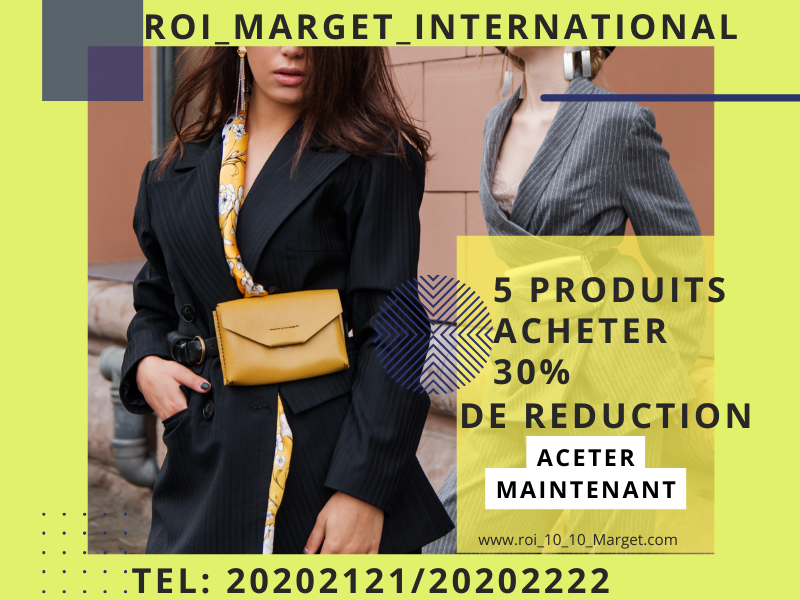 ROI_MARGET_INTERNATIONAL
5 PRODUITS
ACHETER
30%
DE REDUCTION
ACETER
MAINTENANT
www.roi_10_10_Marget.com
TEL: 20202121/20202222